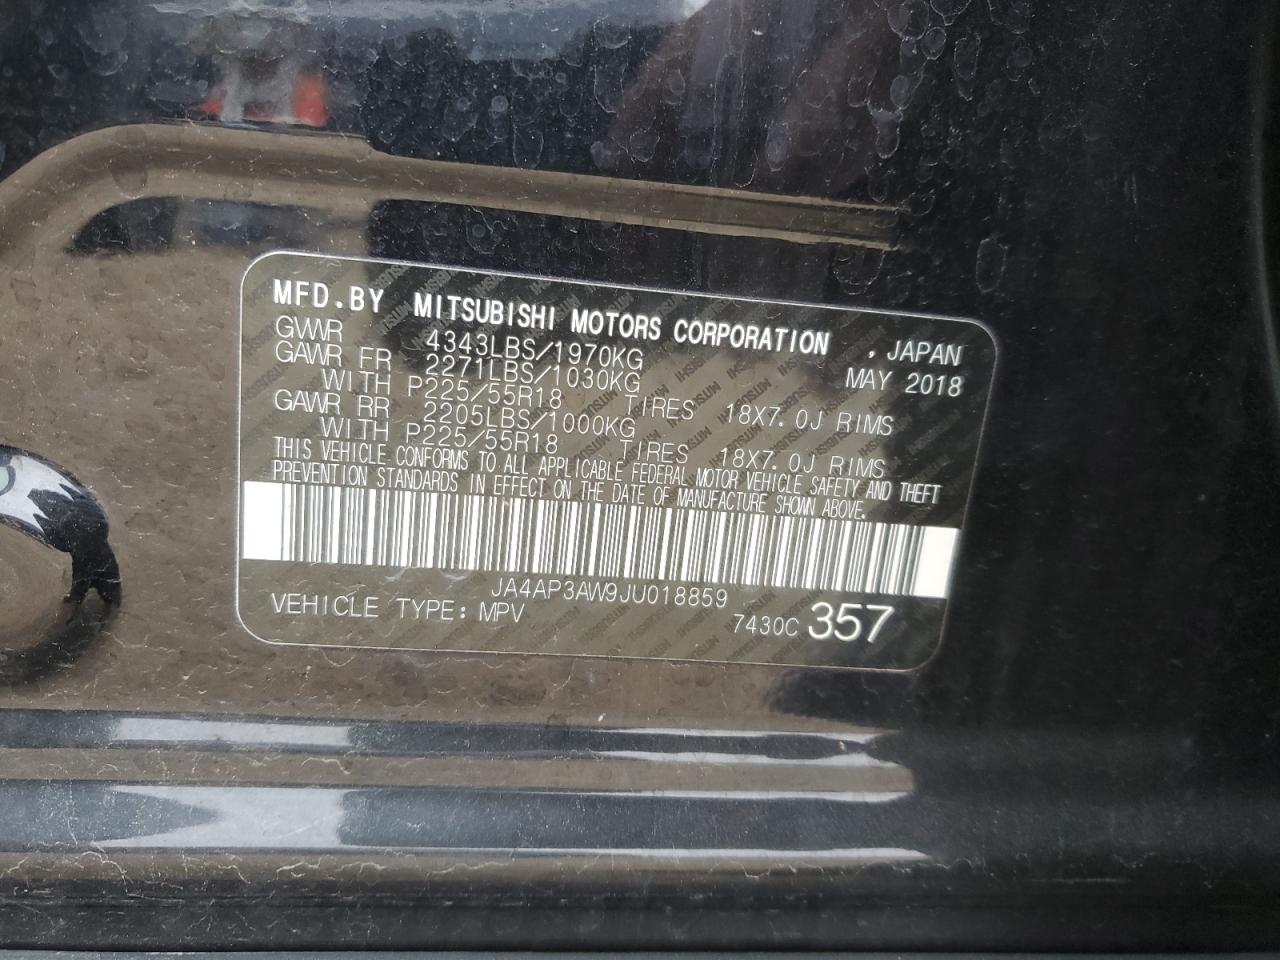 MFD.BY MITSUBISHI MOTORS CORPORATION , JAPAN
GVWR 4343LBS/1970KG MAY 2018
GAWR FR 2271LBS/1030KG
WITH P225/55R18 TIRES 18X7.0J RIMS
GAWR RR 2205LBS/1000KG
WITH P225/55R18 TIRES 18X7.0J RIMS
THIS VEHICLE CONFORMS TO ALL APPLICABLE FEDERAL MOTOR VEHICLE SAFETY AND THEFT
PREVENTION STANDARDS IN EFFECT ON THE DATE OF MANUFACTURE SHOWN ABOVE.
JA4AP3AW9JU018859
VEHICLE TYPE: MPV 7430C 357